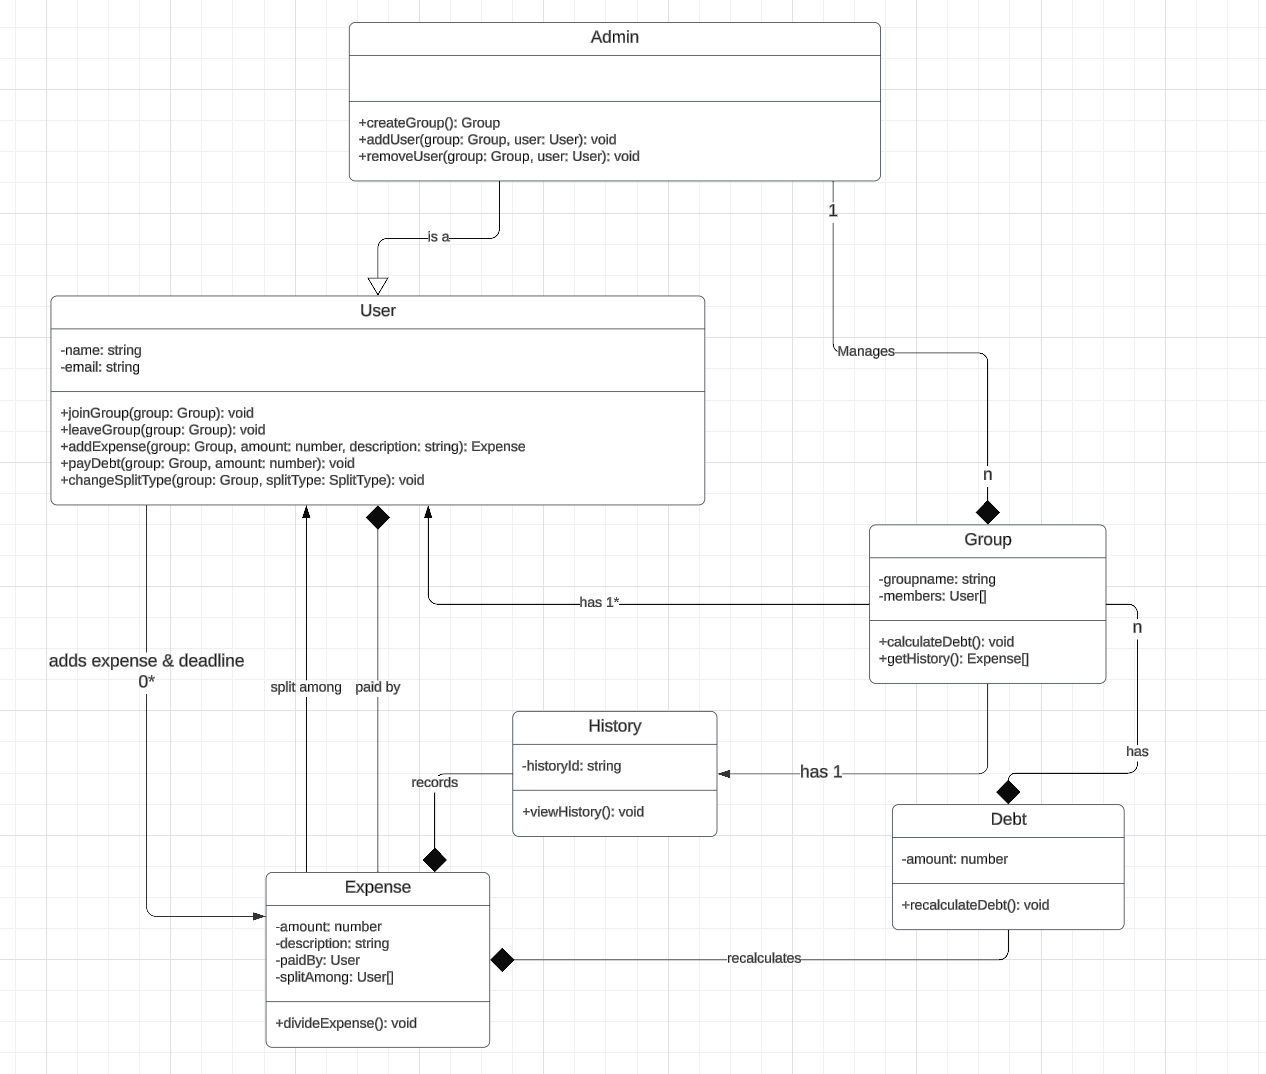 Admin
+createGroup(): Group
+addUser(group: Group, user: User): void
+removeUser(group: Group, user: User): void
1
is a
User
-name: string
-email: string
+joinGroup(group: Group): void
+leaveGroup(group: Group): void
+addExpense(group: Group, amount: number, description: string): Expense
+payDebt(group: Group, amount: number): void
+changeSplitType(group: Group, splitType: SplitType): void
Manages
n
Group
-groupname: string
-members: User[]
+calculateDebt(): void
+getHistory(): Expense[]
has 1*
n
adds expense & deadline
0*
split among
paid by
History
-historyId: string
+viewHistory(): void
records
has 1
has
Debt
-amount: number
+recalculateDebt(): void
Expense
-amount: number
-description: string
-paidBy: User
-splitAmong: User[]
+divideExpense(): void
recalculates